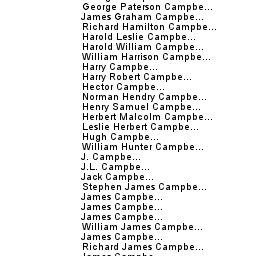 George Paterson Campbe...
James Graham Campbe...
Richard Hamilton Campbe...
Harold Leslie Campbe...
Harold William Campbe...
William Harrison Campbe...
Harry Campbe...
Harry Robert Campbe...
Hector Campbe...
Norman Hendry Campbe...
Henry Samuel Campbe...
Herbert Malcolm Campbe...
Leslie Herbert Campbe...
Hugh Campbe...
William Hunter Campbe...
J. Campbe...
J.L. Campbe...
Jack Campbe...
Stephen James Campbe...
James Campbe...
James Campbe...
James Campbe...
William James Campbe...
James Campbe...
Richard James Campbe...
James Campbe...